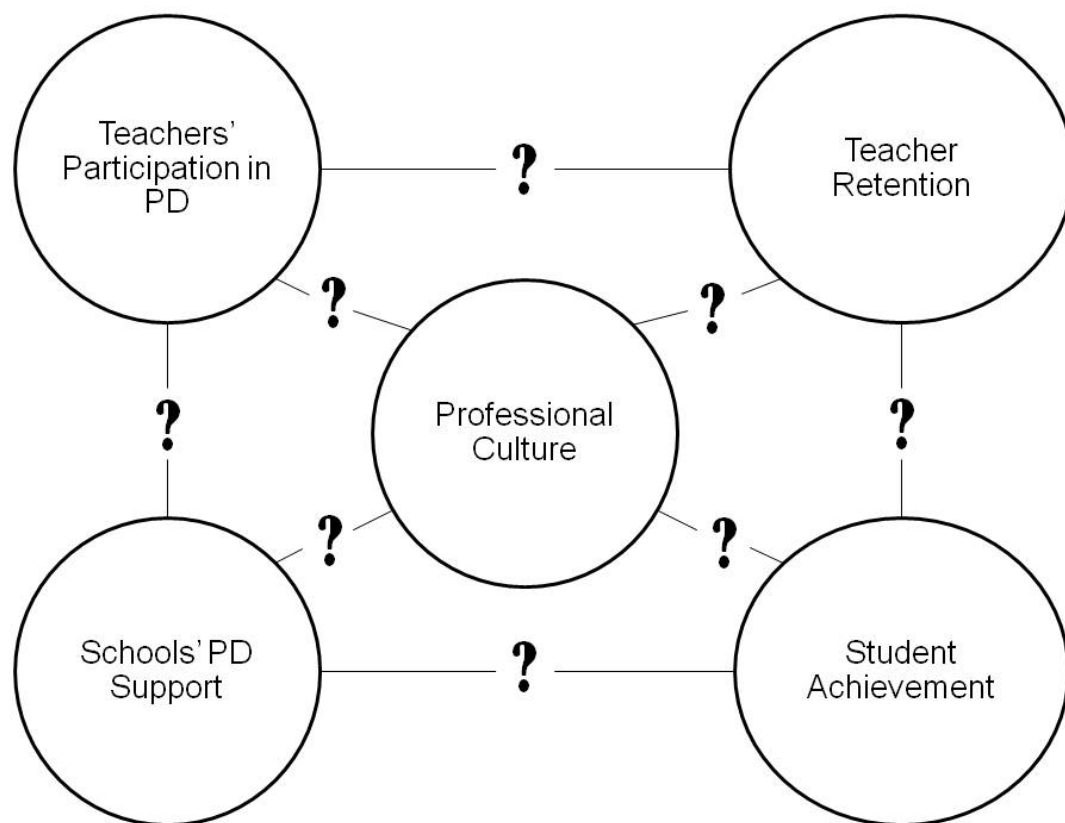 Teachers’
Participation in
PD
?
Teacher
Retention
?
?
Professional
Culture
?
?
?
?
Schools’ PD
Support
?
Student
Achievement